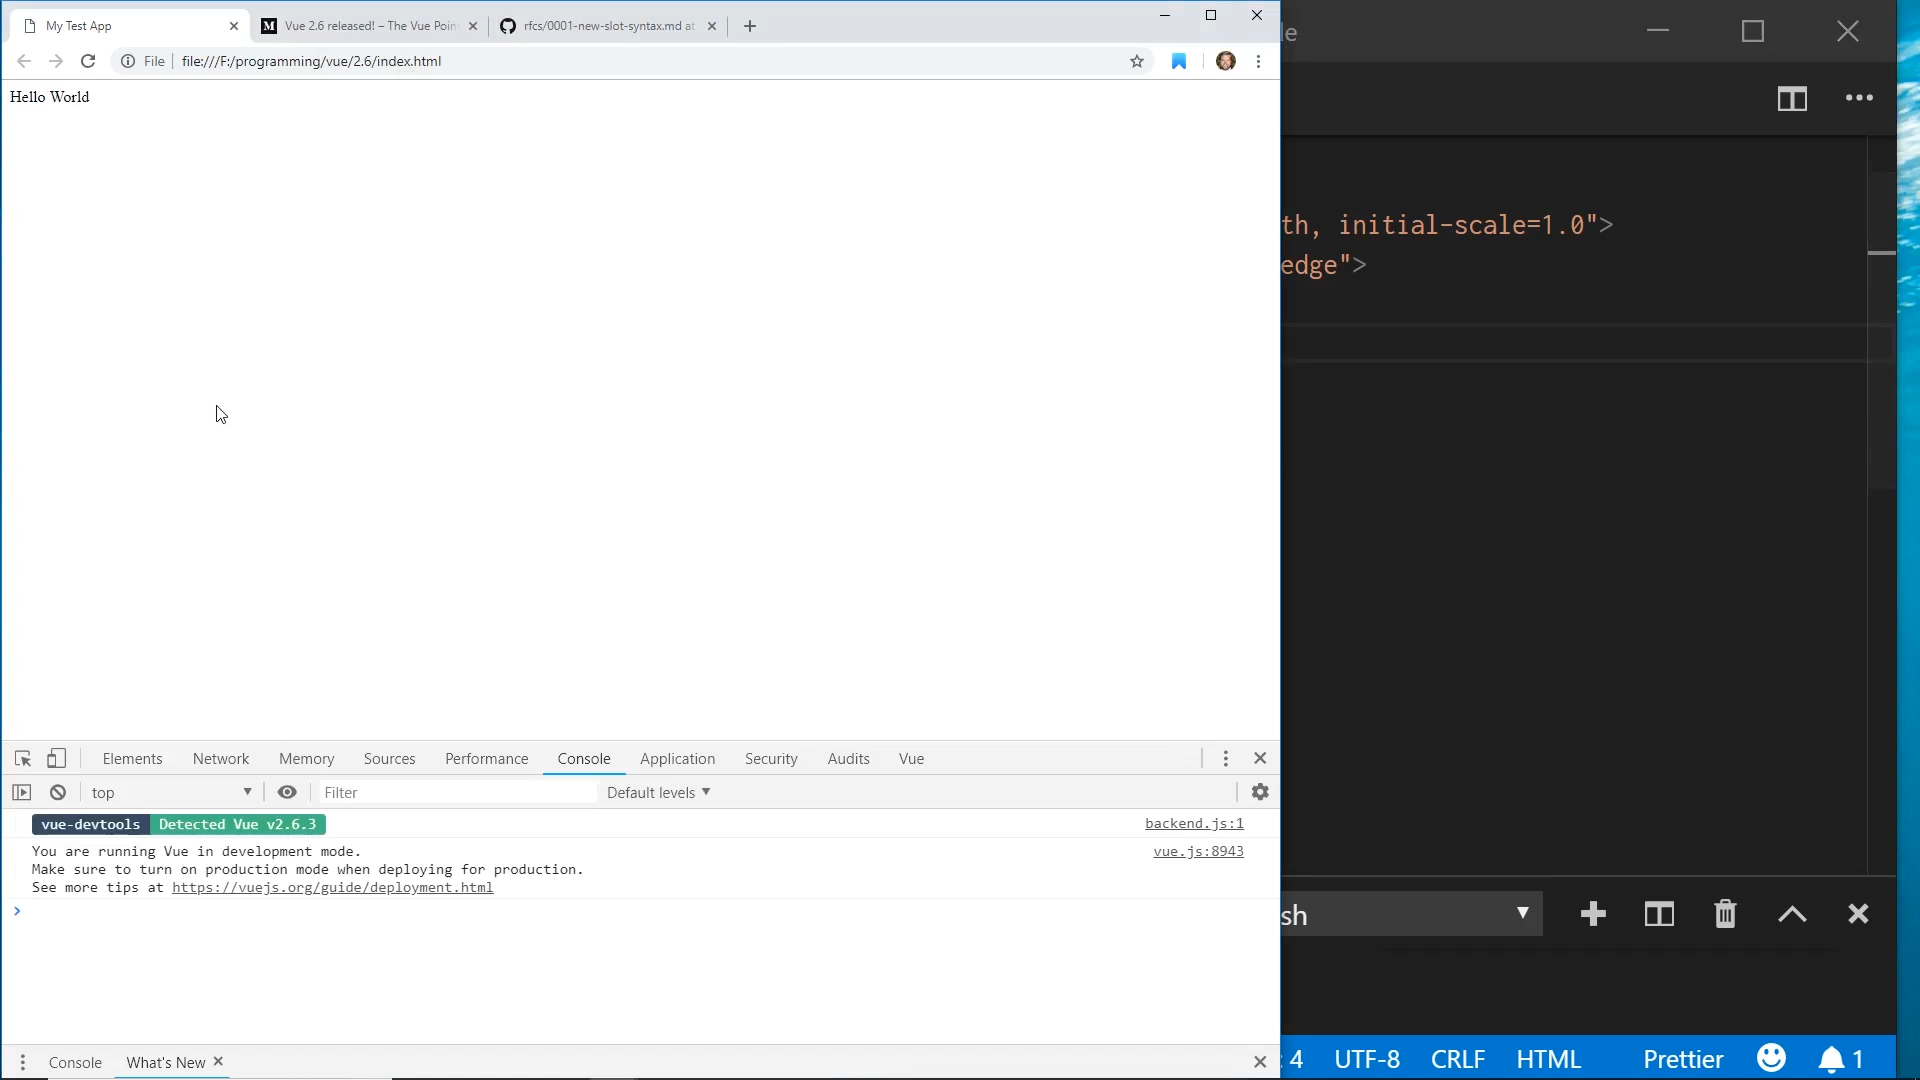 My Test App
Vue 2.6 released! – The Vue Poin
rfcs/0001-new-slot-syntax.md at
File
file:///F:/programming/vue/2.6/index.html
Hello World
th, initial-scale=1.0">
edge">
Elements
Network
Memory
Sources
Performance
Console
Application
Security
Audits
Vue
top
Filter
Default levels ▼
vue-devtools Detected Vue v2.6.3
backend.js:1
You are running Vue in development mode.
vue.js:8943
Make sure to turn on production mode when deploying for production.
See more tips at https://vuejs.org/guide/deployment.html
>
sh
Console
What's New
4
UTF-8
CRLF
HTML
Prettier
1